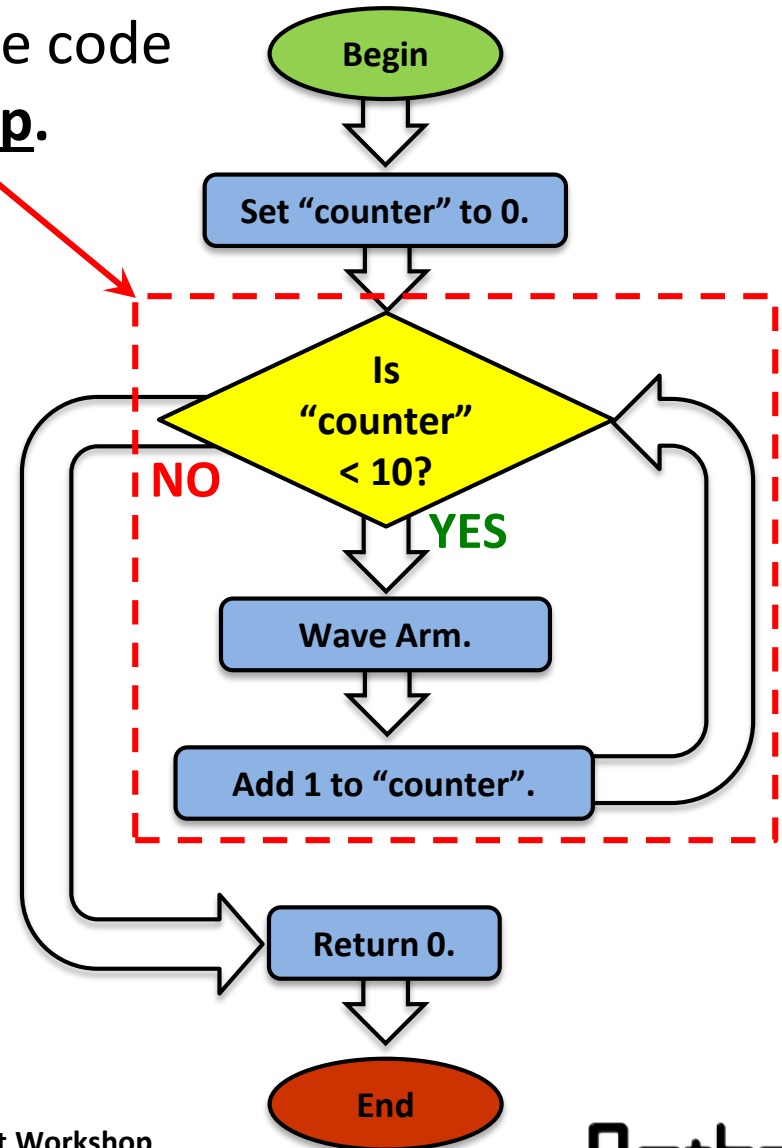 e code
p.
Begin
Set “counter” to 0.
Is
“counter”
< 10?
NO
YES
Wave Arm.
Add 1 to “counter”.
Return 0.
End
t Workshop